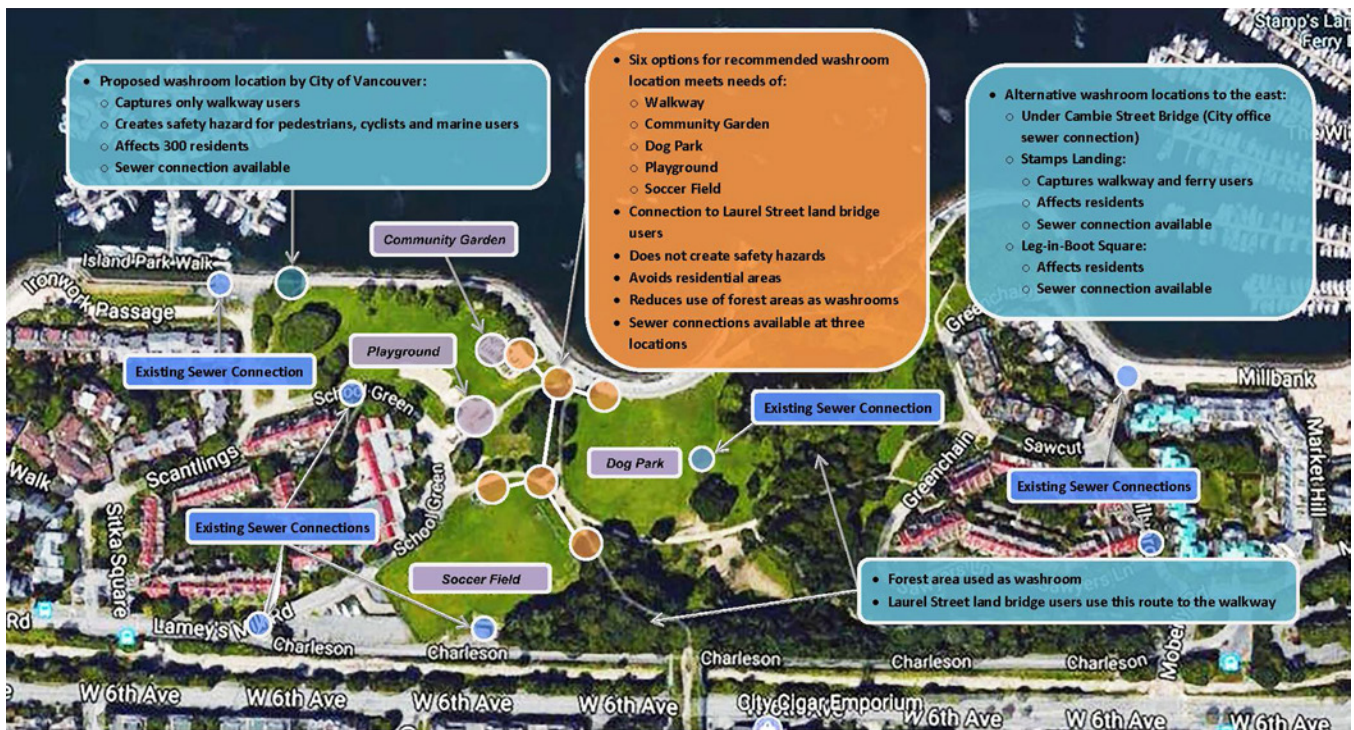 Stamp's La
Ferry
• Proposed washroom location by City of Vancouver:
○ Captures only walkway users
○ Creates safety hazard for pedestrians, cyclists and marine users
○ Affects 300 residents
○ Sewer connection available
• Six options for recommended washroom
location meets needs of:
○ Walkway
○ Community Garden
○ Dog Park
○ Playground
○ Soccer Field
• Connection to Laurel Street land bridge
users
• Does not create safety hazards
• Avoids residential areas
• Reduces use of forest areas as washrooms
• Sewer connections available at three
locations
• Alternative washroom locations to the east:
○ Under Cambie Street Bridge (City office
sewer connection)
○ Stamps Landing:
○ Captures walkway and ferry users
○ Affects residents
○ Sewer connection available
○ Leg-in-Boot Square:
○ Affects residents
○ Sewer connection available
Community Garden
Island Park Walk
Ironwork Passage
Playground
Existing Sewer Connection
School Green
Millbank
Existing Sewer Connection
Scantlings
Walk
Dog Park
Sawcut
Greenchain
Market Hill
Existing Sewer Connections
Sitka Square
School Green
Existing Sewer Connections
Soccer Field
Sawyers Ln
• Forest area used as washroom
• Laurel Street land bridge users use this route to the walkway
Rd
Lamey's M Rd
Charleson
Charleson
Charleson
Charleson
Charleson
Mober
W 6th Ave
W 6th Ave
W 6th Ave
W 6th Ave
City Cigar Emporium
W 6th Ave
W 6th Ave